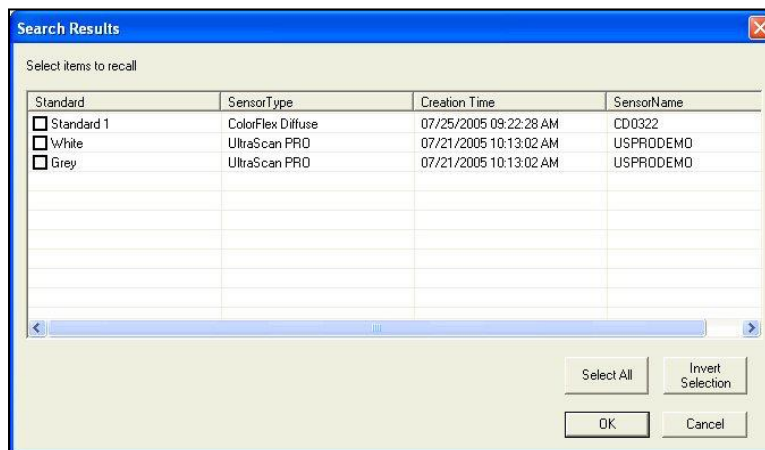 Search Results
Select items to recall
Standard SensorType Creation Time SensorName
Standard 1 ColorFlex Diffuse 07/25/2005 09:22:28 AM CD0322
White UltraScan PRO 07/21/2005 10:13:02 AM USPRODEMO
Grey UltraScan PRO 07/21/2005 10:13:02 AM USPRODEMO
Select All Invert
Selection
OK Cancel